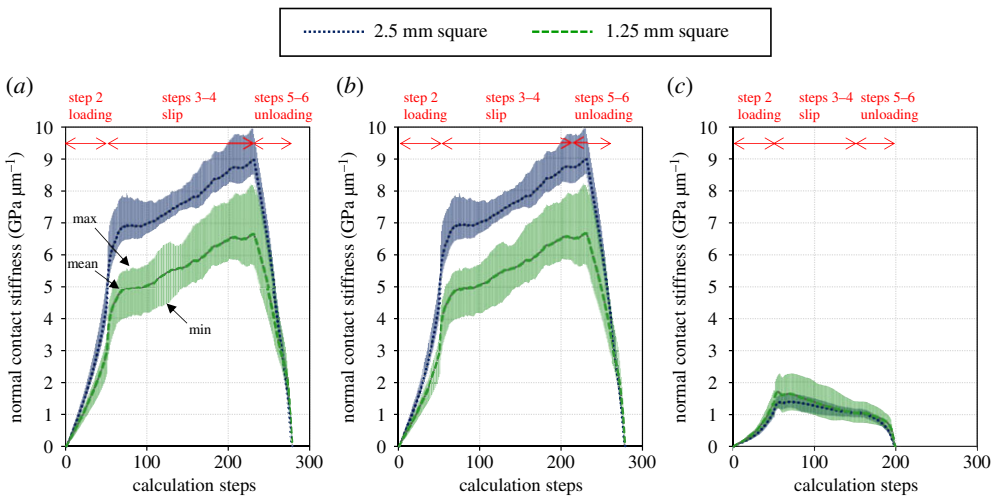 2.5 mm square 1.25 mm square
(a) (b) (c)
step 2 steps 3–4 steps 5–6 step 2 steps 3–4 steps 5–6 step 2 steps 3–4 steps 5–6
loading slip unloading loading slip unloading loading slip unloading
normal contact stiffness (GPa µm⁻¹)
10
9
8
7
6
5
4
3
2
1
0
max
mean
min
0 100 200 300
calculation steps
normal contact stiffness (GPa µm⁻¹)
10
9
8
7
6
5
4
3
2
1
0
0 100 200 300
calculation steps
normal contact stiffness (GPa µm⁻¹)
10
9
8
7
6
5
4
3
2
1
0
0 100 200 300
calculation steps